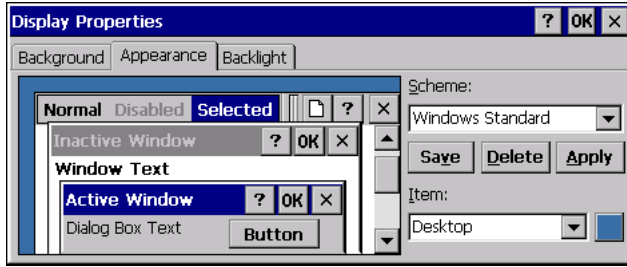 Display Properties ? OK ×
Background Appearance Backlight
Scheme:
Normal Disabled Selected ? ×
Windows Standard
Inactive Window ? OK ×
Save Delete Apply
Window Text
Item:
Active Window ? OK ×
Desktop
Dialog Box Text
Button